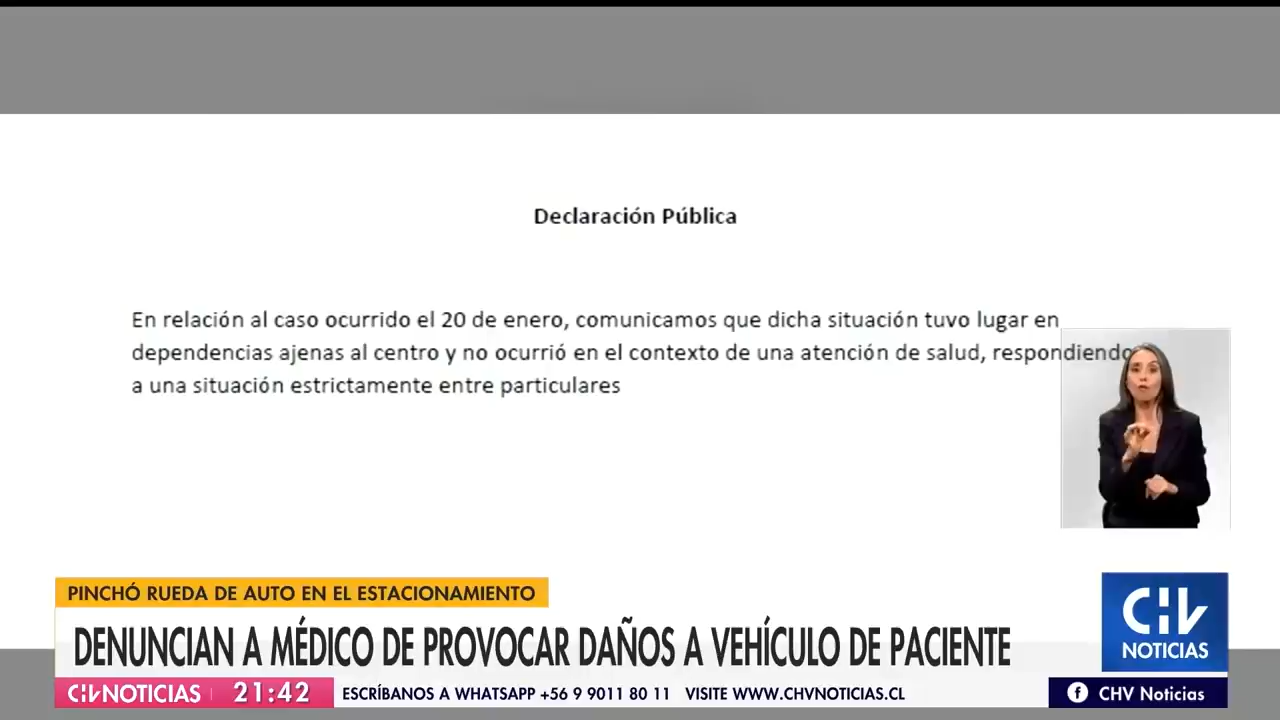 Declaración Pública
En relación al caso ocurrido el 20 de enero, comunicamos que dicha situación tuvo lugar en
dependencias ajenas al centro y no ocurrió en el contexto de una atención de salud, respondiendo
a una situación estrictamente entre particulares
PINCHÓ RUEDA DE AUTO EN EL ESTACIONAMIENTO
DENUNCIAN A MÉDICO DE PROVOCAR DAÑOS A VEHÍCULO DE PACIENTE
CHV
NOTICIAS
CHVNOTICIAS 21:42 ESCRÍBANOS A WHATSAPP +56 9 9011 80 11 VISITE WWW.CHVNOTICIAS.CL
f CHV Noticias